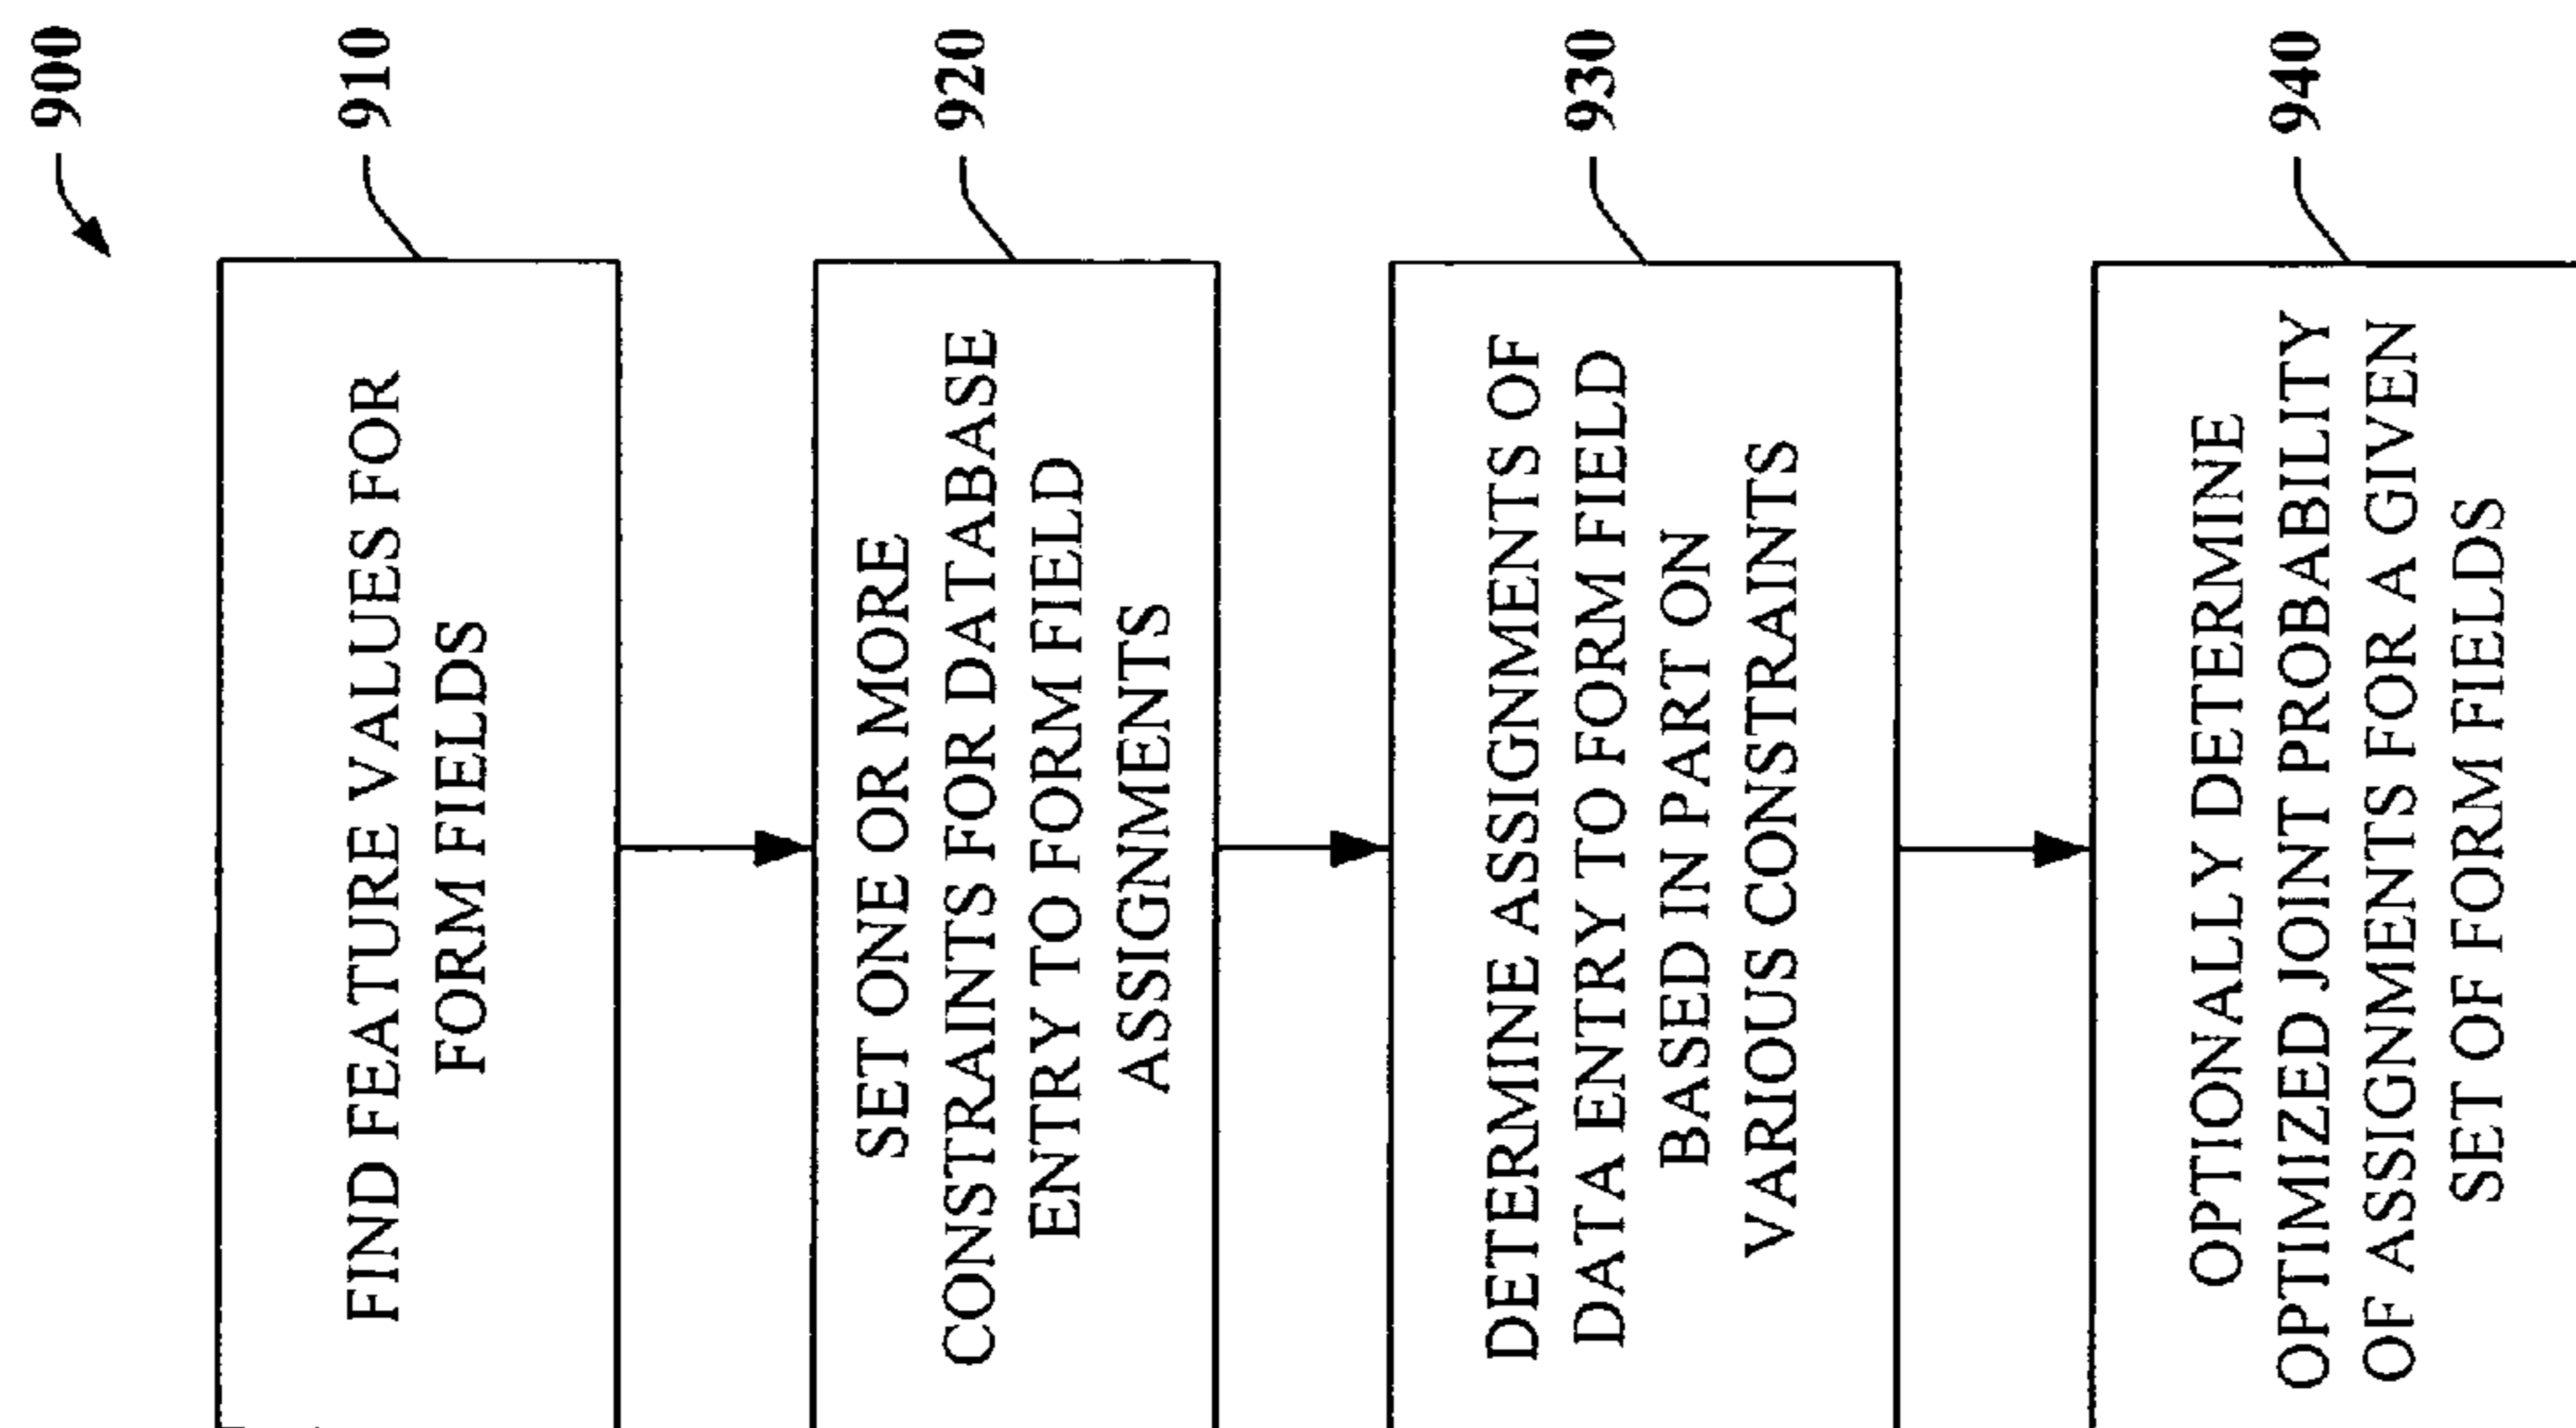 900
910
FIND FEATURE VALUES FOR
FORM FIELDS
920
SET ONE OR MORE
CONSTRAINTS FOR DATABASE
ENTRY TO FORM FIELD
ASSIGNMENTS
930
DETERMINE ASSIGNMENTS OF
DATA ENTRY TO FORM FIELD
BASED IN PART ON
VARIOUS CONSTRAINTS
940
OPTIONALLY DETERMINE
OPTIMIZED JOINT PROBABILITY
OF ASSIGNMENTS FOR A GIVEN
SET OF FORM FIELDS